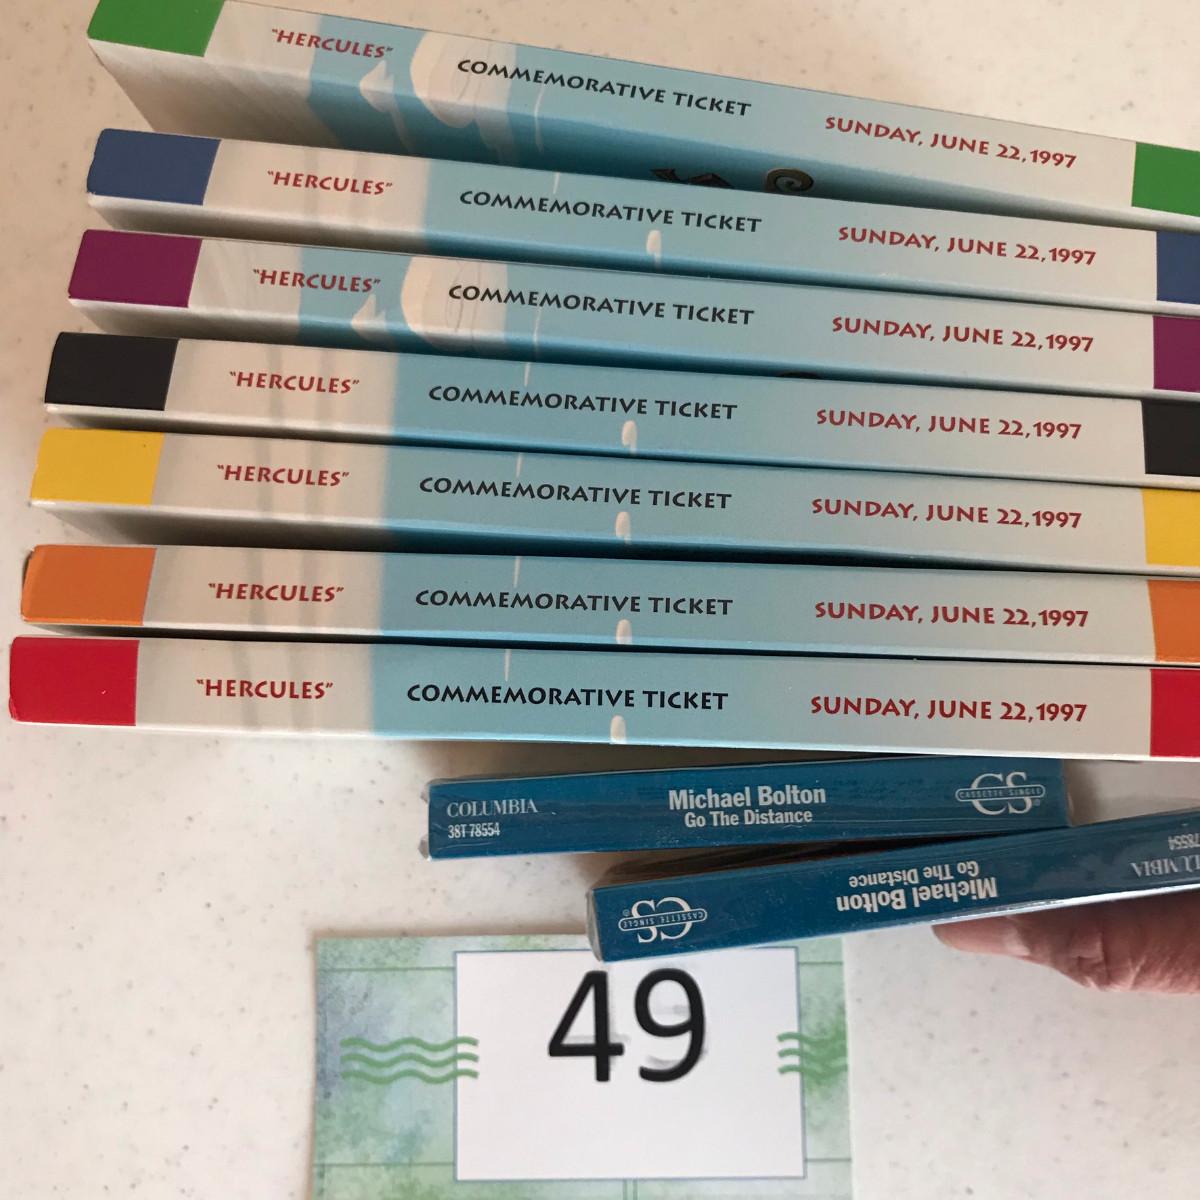 "HERCULES" COMMEMORATIVE TICKET SUNDAY, JUNE 22, 1997
"HERCULES" COMMEMORATIVE TICKET SUNDAY, JUNE 22, 1997
"HERCULES" COMMEMORATIVE TICKET SUNDAY, JUNE 22, 1997
"HERCULES" COMMEMORATIVE TICKET SUNDAY, JUNE 22, 1997
"HERCULES" COMMEMORATIVE TICKET SUNDAY, JUNE 22, 1997
"HERCULES" COMMEMORATIVE TICKET SUNDAY, JUNE 22, 1997
"HERCULES" COMMEMORATIVE TICKET SUNDAY, JUNE 22, 1997
COLUMBIA
38T 78554
Michael Bolton
Go The Distance
CS
CASSETTE SINGLE
Michael Bolton
Go The Distance
CS
CASSETTE SINGLE
78554
49